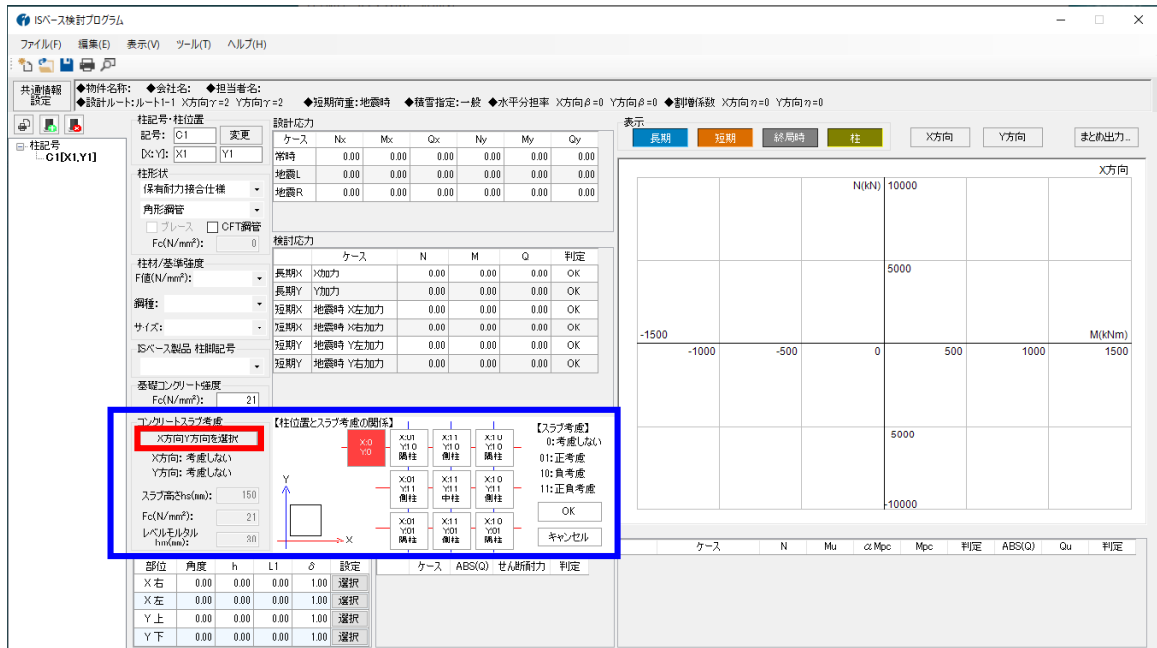 ISベース検討プログラム
ファイル(F) 編集(E) 表示(V) ツール(T) ヘルプ(H)
共通情報
設定
◆物件名称: ◆会社名: ◆担当者名:
◆設計ルート:ルート1-1 X方向γ=2 Y方向γ=2 ◆短期荷重:地震時 ◆積雪指定:一般 ◆水平分担率 X方向β=0 Y方向β=0 ◆割増係数 X方向η=0 Y方向η=0
柱記号
C1[X1,Y1]
柱記号・柱位置
記号: C1 変更
[X:Y]: X1 Y1
柱形状
保有耐力接合仕様
角形鋼管
ブレース CFT鋼管
Fc(N/mm²): 0
柱材/基準強度
F値(N/mm²):
鋼種:
サイズ:
ISベース製品 柱脚記号
基礎コンクリート強度
Fc(N/mm²): 21
設計応力
ケース Nx Mx Qx Ny My Qy
常時 0.00 0.00 0.00 0.00 0.00 0.00
地震L 0.00 0.00 0.00 0.00 0.00 0.00
地震R 0.00 0.00 0.00 0.00 0.00 0.00
検討応力
ケース N M Q 判定
長期X X加力 0.00 0.00 0.00 OK
長期Y Y加力 0.00 0.00 0.00 OK
短期X 地震時 X左加力 0.00 0.00 0.00 OK
短期X 地震時 X右加力 0.00 0.00 0.00 OK
短期Y 地震時 Y左加力 0.00 0.00 0.00 OK
短期Y 地震時 Y右加力 0.00 0.00 0.00 OK
表示
長期 短期 終局時 柱 X方向 Y方向 まとめ出力...
X方向
N(kN) 10000
5000
-1500 M(kNm)
-1000 -500 0 500 1000 1500
5000
-10000
コンクリートスラブ考慮
X方向Y方向を選択
X方向: 考慮しない
Y方向: 考慮しない
スラブ高さhs(mm): 150
Fc(N/mm²): 21
レベルモルタル
hm(mm): 30
【柱位置とスラブ考慮の関係】
X:0
Y:0
X:01
Y:10
隅柱
X:11
Y:10
側柱
X:10
Y:10
隅柱
X:01
Y:11
側柱
X:11
Y:11
中柱
X:10
Y:11
側柱
X:01
Y:01
隅柱
X:11
Y:01
側柱
X:10
Y:01
隅柱
Y
X
【スラブ考慮】
0:考慮しない
01:正考慮
10:負考慮
11:正負考慮
OK
キャンセル
部位 角度 h L1 δ 設定
X右 0.00 0.00 0.00 1.00 選択
X左 0.00 0.00 0.00 1.00 選択
Y上 0.00 0.00 0.00 1.00 選択
Y下 0.00 0.00 0.00 1.00 選択
ケース ABS(Q) せん断耐力 判定
ケース N Mu αMpc Mpc 判定 ABS(Q) Qu 判定